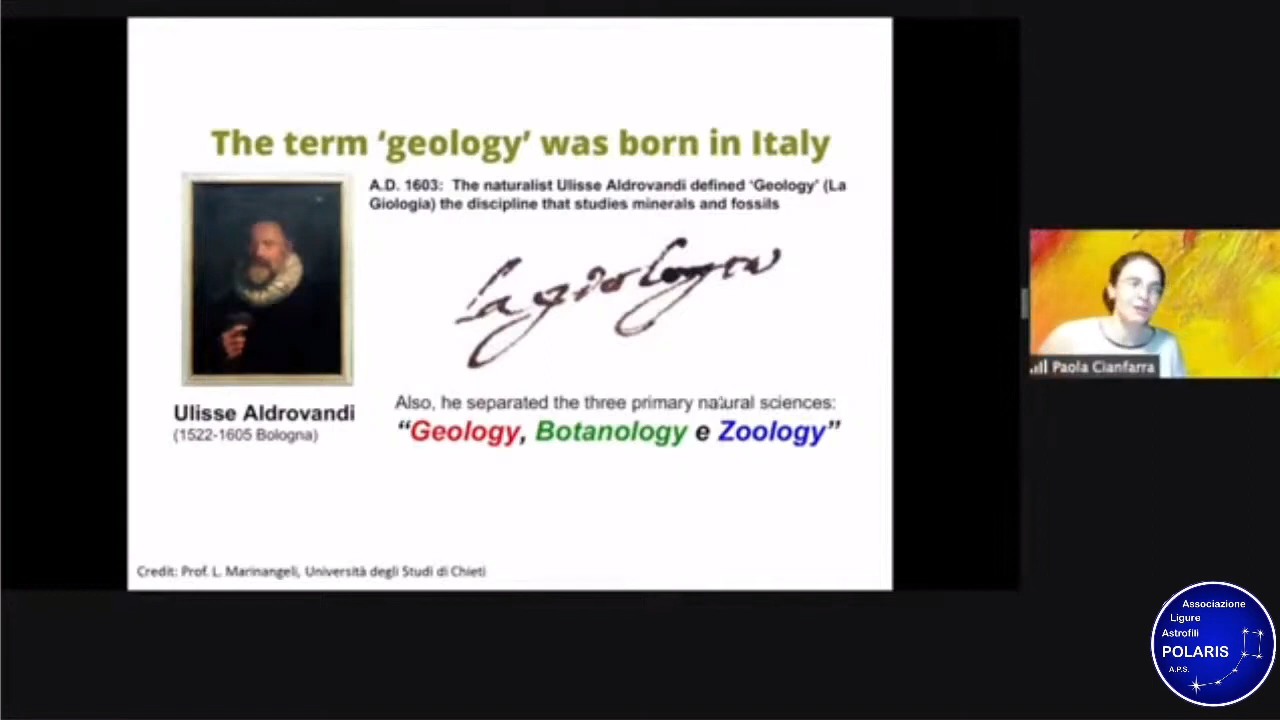 The term ‘geology’ was born in Italy
A.D. 1603: The naturalist Ulisse Aldrovandi defined ‘Geology’ (La
Giologia) the discipline that studies minerals and fossils
la giologia
Ulisse Aldrovandi
(1522-1605 Bologna)
Also, he separated the three primary natural sciences:
“Geology, Botanology e Zoology”
Credit: Prof. L. Marinangeli, Università degli Studi di Chieti
Paola Cianfarra
Associazione
Ligure
Astrofili
POLARIS
A.P.S.